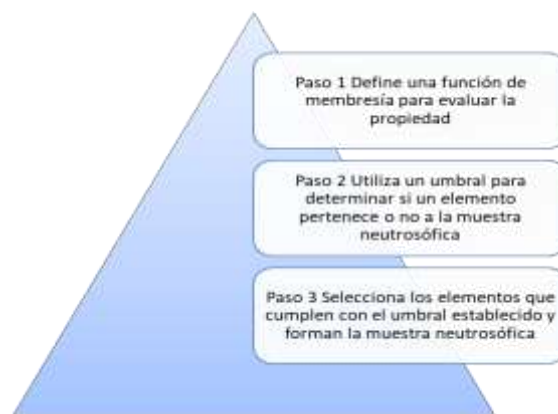 Paso 1 Define una función de
membresía para evaluar la
propiedad
Paso 2 Utiliza un umbral para
determinar si un elemento
pertenece o no a la muestra
neutrosófica
Paso 3 Selecciona los elementos que
cumplen con el umbral establecido y
forman la muestra neutrosófica